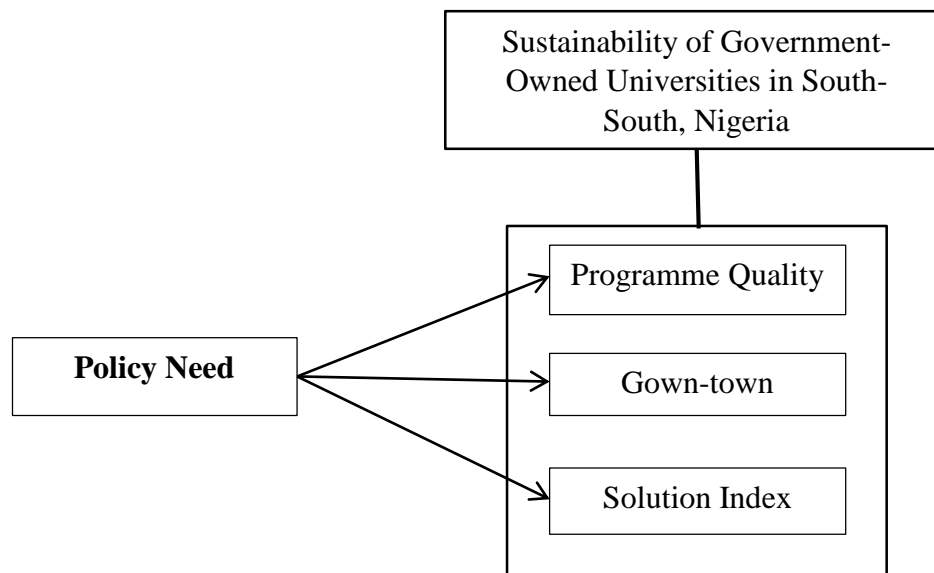 Sustainability of Government-
Owned Universities in South-
South, Nigeria
Programme Quality
Policy Need
Gown-town
Solution Index